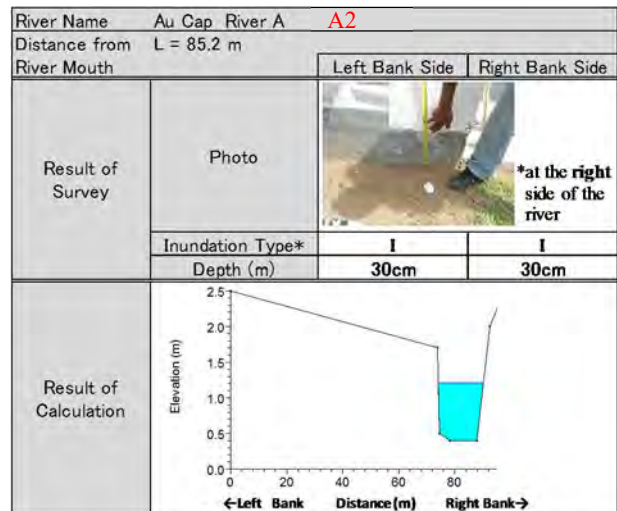 River Name Au Cap River A A2
Distance from L = 85.2 m
River Mouth Left Bank Side Right Bank Side
Result of
Survey
Photo
*at the right
side of the
river
Inundation Type* I I
Depth (m) 30cm 30cm
Result of
Calculation
Elevation (m)
2.5
2.0
1.5
1.0
0.5
0.0
0 20 40 60 80
←Left Bank Distance(m) Right Bank→